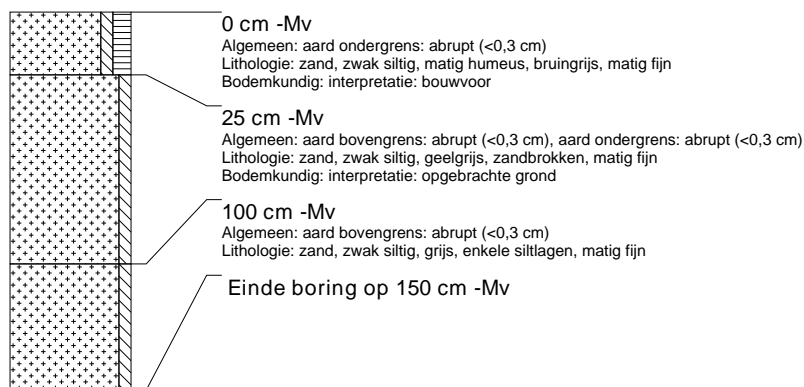 0 cm -Mv
Algemeen: aard ondergrens: abrupt (<0,3 cm)
Lithologie: zand, zwak siltig, matig humeus, bruingrijs, matig fijn
Bodemkundig: interpretatie: bouwvoor
25 cm -Mv
Algemeen: aard bovengrens: abrupt (<0,3 cm), aard ondergrens: abrupt (<0,3 cm)
Lithologie: zand, zwak siltig, geelgrijs, zandbrokken, matig fijn
Bodemkundig: interpretatie: opgebrachte grond
100 cm -Mv
Algemeen: aard bovengrens: abrupt (<0,3 cm)
Lithologie: zand, zwak siltig, grijs, enkele siltlagen, matig fijn
Einde boring op 150 cm -Mv